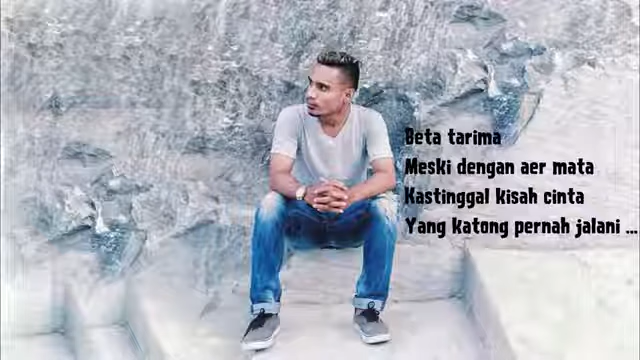 Beta tarima
Meski dengan aer mata
Kastinggal kisah cinta
Yang katong pernah jalani ...